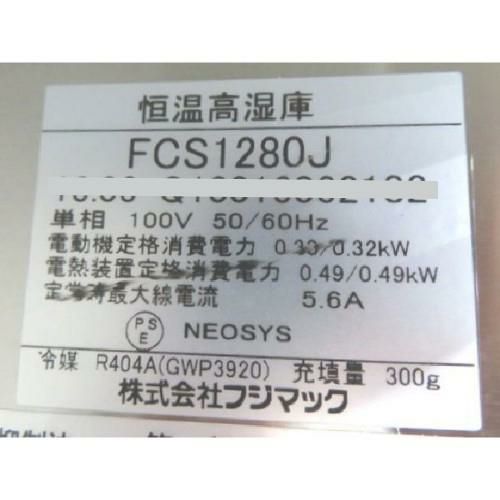 恒温高湿庫
FCS1280J
単相 100V 50/60Hz
電動機定格消費電力 0.33/0.32kW
電熱装置定格消費電力 0.49/0.49kW
定常時最大線電流 5.6A
PSE NEOSYS
冷媒 R404A(GWP3920) 充填量 300g
株式会社フジマック